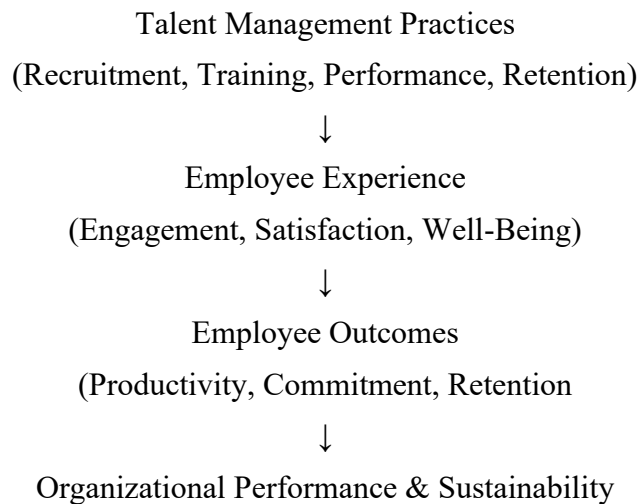 Talent Management Practices
(Recruitment, Training, Performance, Retention)
↓
Employee Experience
(Engagement, Satisfaction, Well-Being)
↓
Employee Outcomes
(Productivity, Commitment, Retention
↓
Organizational Performance & Sustainability